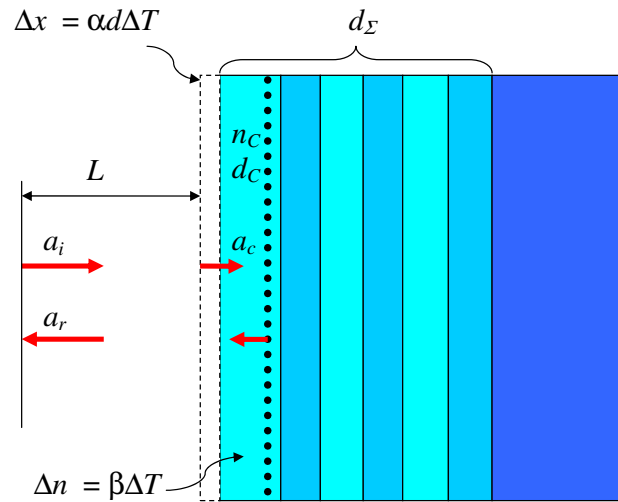 Δx = αdΔT
d_Σ
n_C
d_C
L
a_i
a_c
a_r
Δn = βΔT